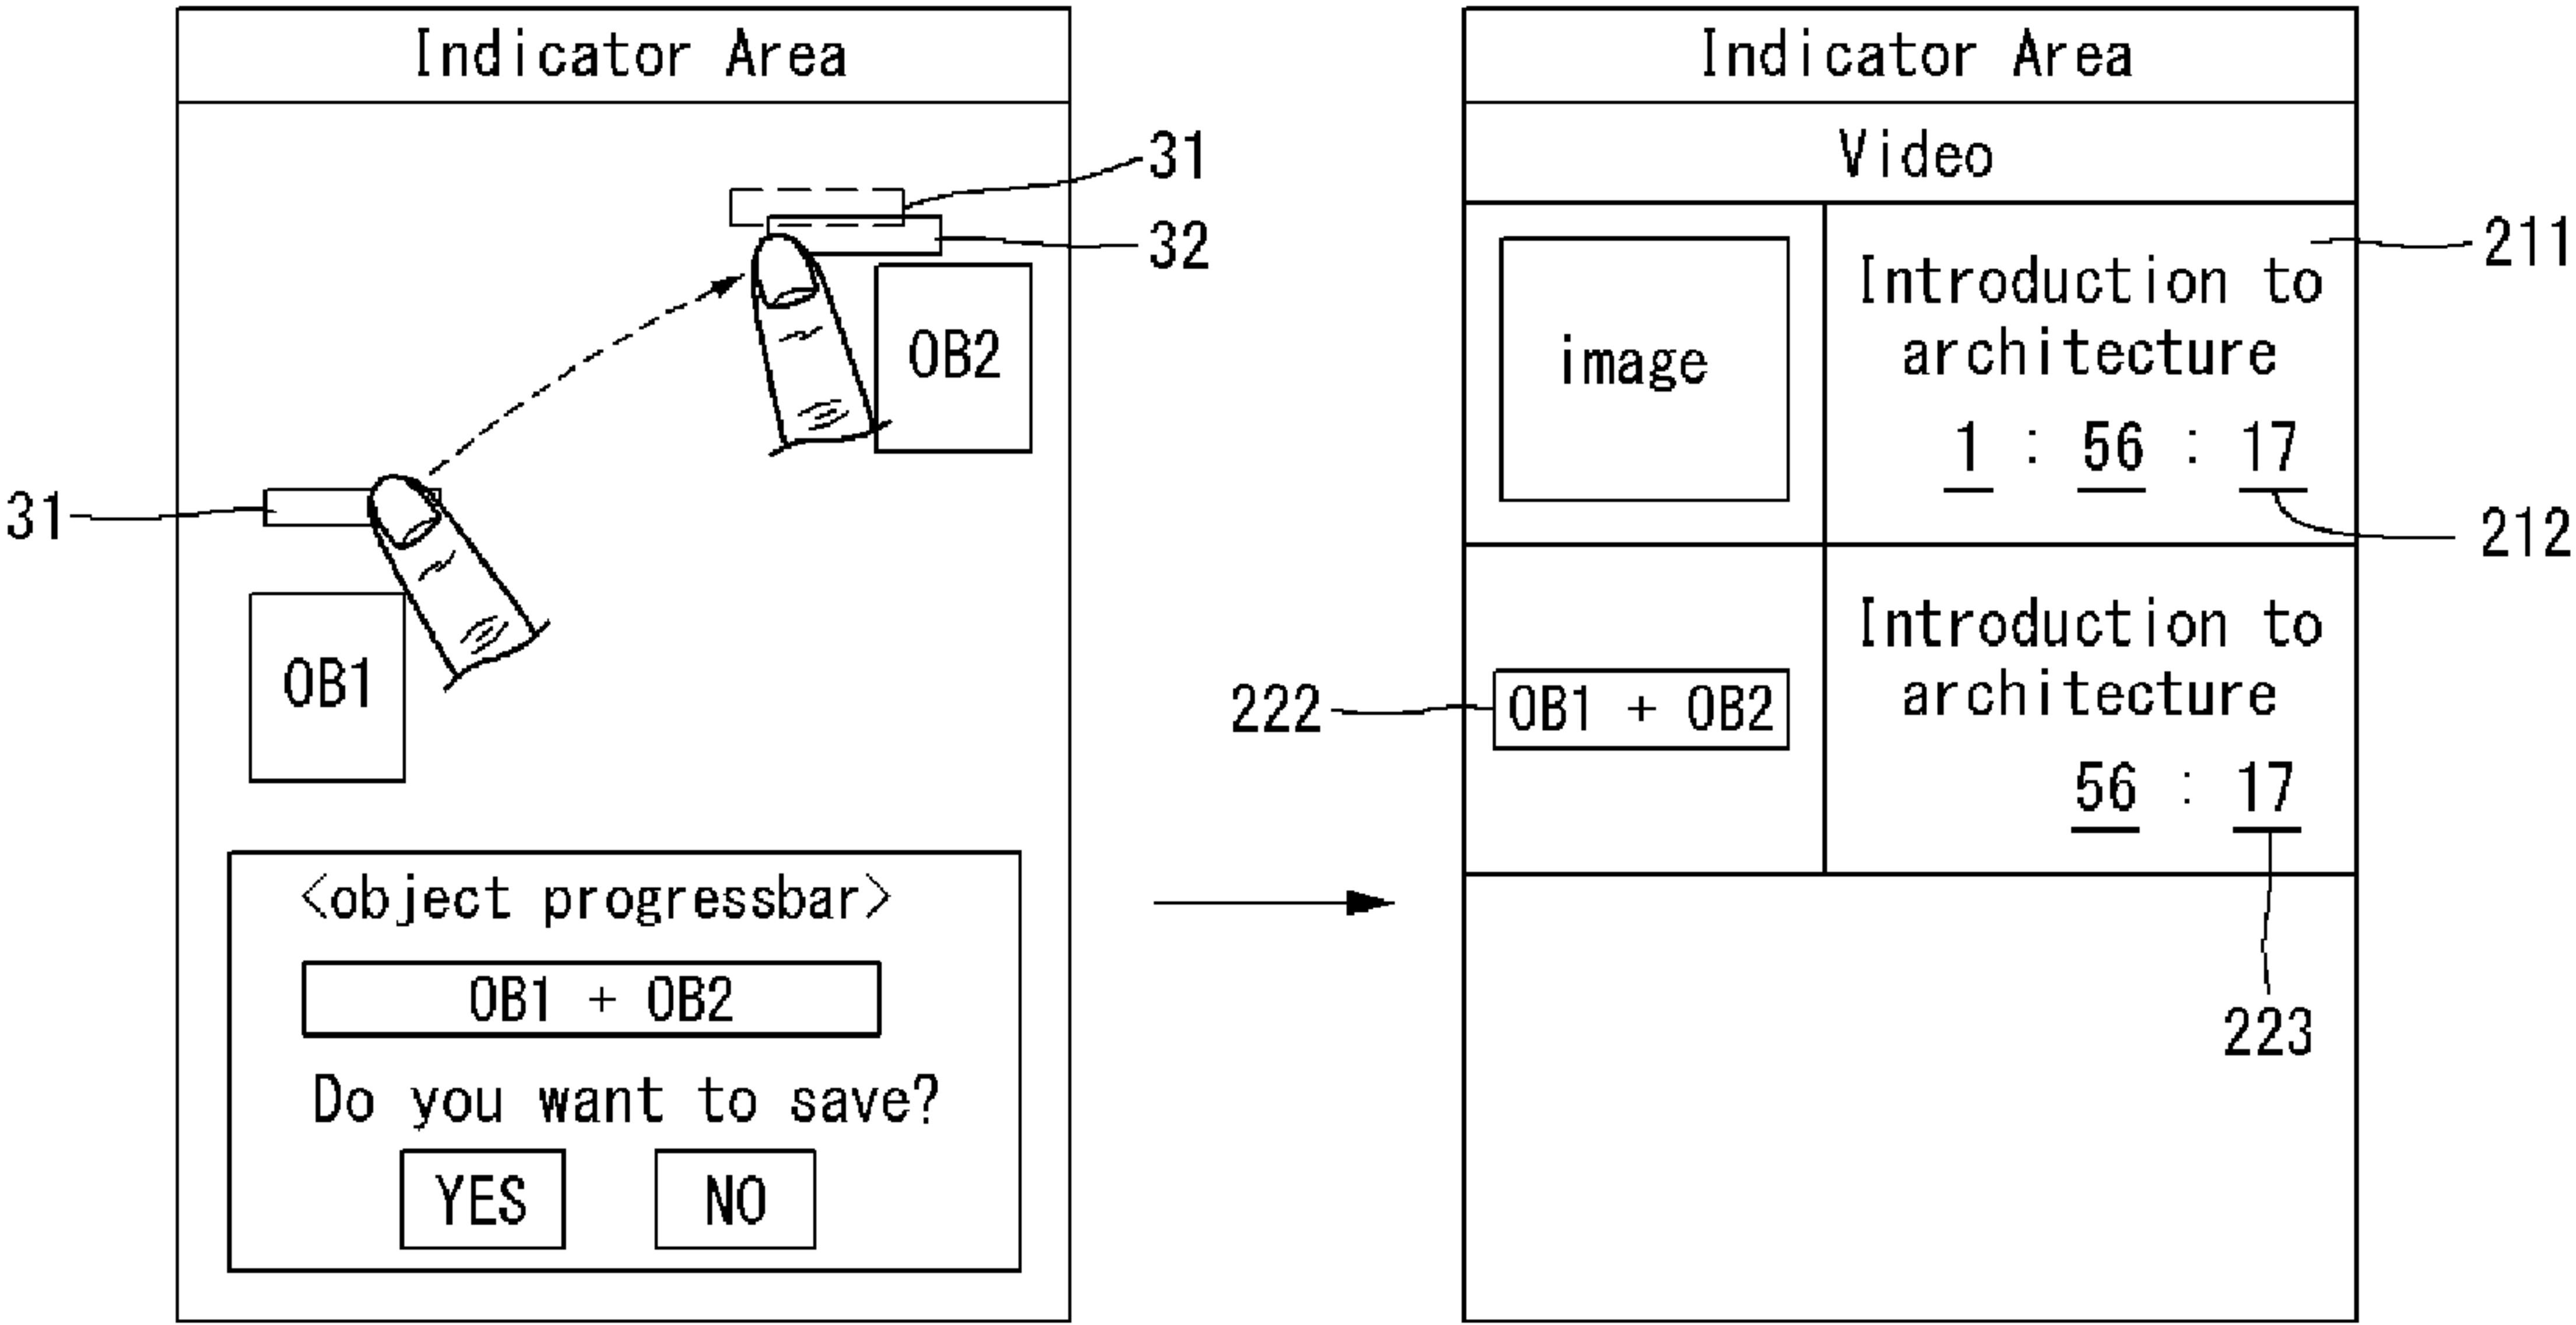 Indicator Area
31
32
OB2
31
OB1
<object progressbar>
OB1 + OB2
Do you want to save?
YES NO
Indicator Area
Video
211
image
Introduction to
architecture
1 : 56 : 17
212
222
OB1 + OB2
Introduction to
architecture
56 : 17
223